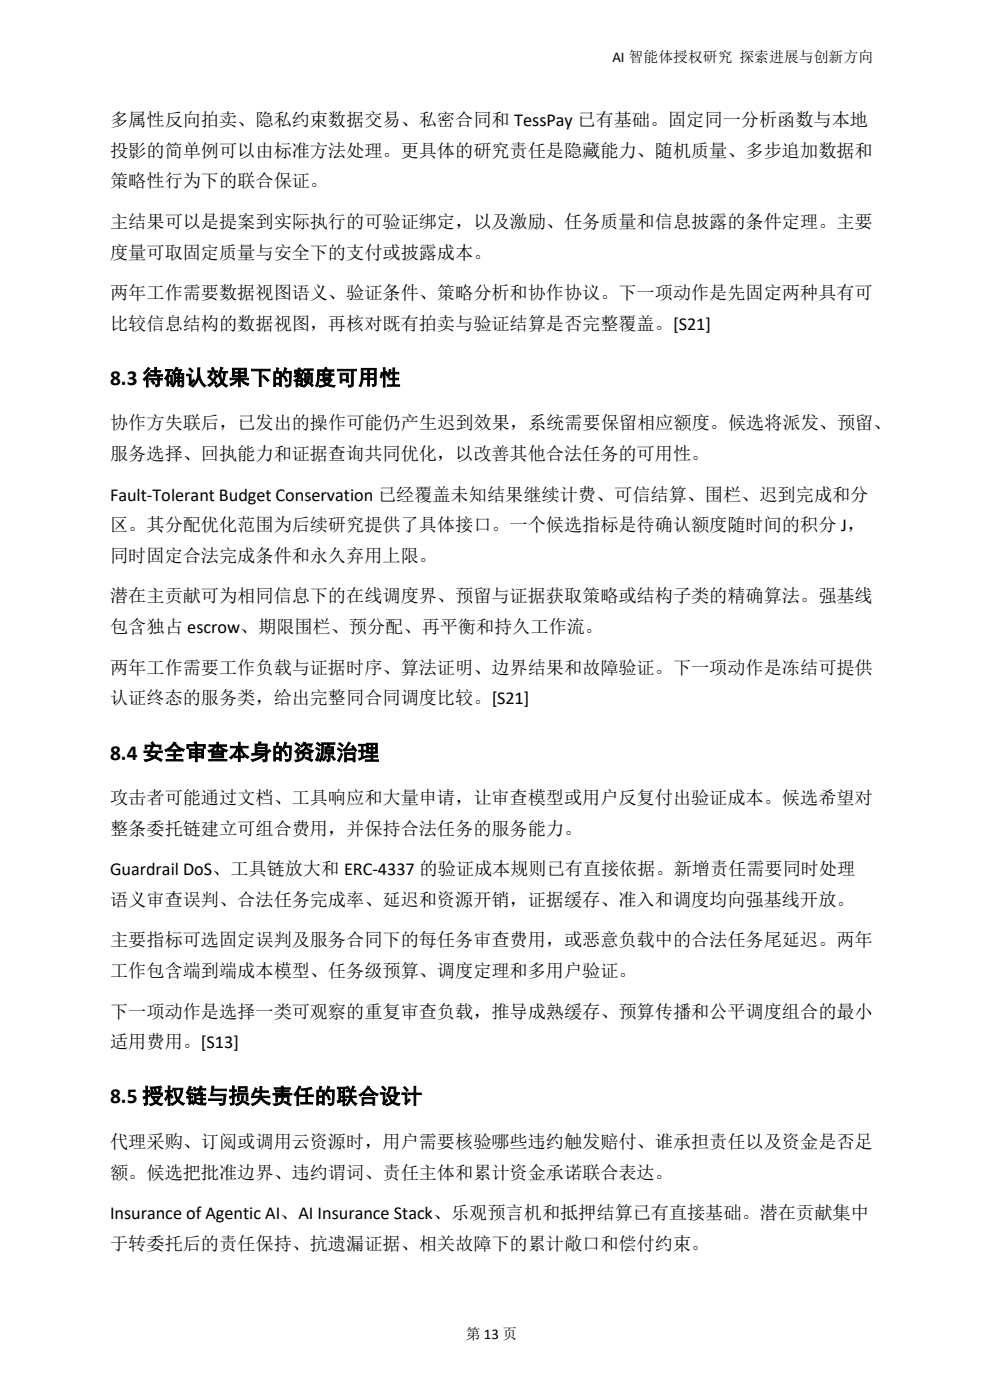 AI 智能体授权研究 探索进展与创新方向
多属性反向拍卖、隐私约束数据交易、私密合同和 TessPay 已有基础。固定同一分析函数与本地
投影的简单例可以由标准方法处理。更具体的研究责任是隐藏能力、随机质量、多步追加数据和
策略性行为下的联合保证。
主结果可以是提案到实际执行的可验证绑定，以及激励、任务质量和信息披露的条件定理。主要
度量可取固定质量与安全下的支付或披露成本。
两年工作需要数据视图语义、验证条件、策略分析和协作协议。下一项动作是先固定两种具有可
比较信息结构的数据视图，再核对既有拍卖与验证结算是否完整覆盖。[S21]
8.3 待确认效果下的额度可用性
协作方失联后，已发出的操作可能仍产生迟到效果，系统需要保留相应额度。候选将派发、预留、
服务选择、回执能力和证据查询共同优化，以改善其他合法任务的可用性。
Fault-Tolerant Budget Conservation 已经覆盖未知结果继续计费、可信结算、围栏、迟到完成和分
区。其分配优化范围为后续研究提供了具体接口。一个候选指标是待确认额度随时间的积分 J，
同时固定合法完成条件和永久弃用上限。
潜在主贡献可为相同信息下的在线调度界、预留与证据获取策略或结构子类的精确算法。强基线
包含独占 escrow、期限围栏、预分配、再平衡和持久工作流。
两年工作需要工作负载与证据时序、算法证明、边界结果和故障验证。下一项动作是冻结可提供
认证终态的服务类，给出完整同合同调度比较。[S21]
8.4 安全审查本身的资源治理
攻击者可能通过文档、工具响应和大量申请，让审查模型或用户反复付出验证成本。候选希望对
整条委托链建立可组合费用，并保持合法任务的服务能力。
Guardrail DoS、工具链放大和 ERC-4337 的验证成本规则已有直接依据。新增责任需要同时处理
语义审查误判、合法任务完成率、延迟和资源开销，证据缓存、准入和调度均向强基线开放。
主要指标可选固定误判及服务合同下的每任务审查费用，或恶意负载中的合法任务尾延迟。两年
工作包含端到端成本模型、任务级预算、调度定理和多用户验证。
下一项动作是选择一类可观察的重复审查负载，推导成熟缓存、预算传播和公平调度组合的最小
适用费用。[S13]
8.5 授权链与损失责任的联合设计
代理采购、订阅或调用云资源时，用户需要核验哪些违约触发赔付、谁承担责任以及资金是否足
额。候选把批准边界、违约谓词、责任主体和累计资金承诺联合表达。
Insurance of Agentic AI、AI Insurance Stack、乐观预言机和抵押结算已有直接基础。潜在贡献集中
于转委托后的责任保持、抗遗漏证据、相关故障下的累计敞口和偿付约束。
第 13 页